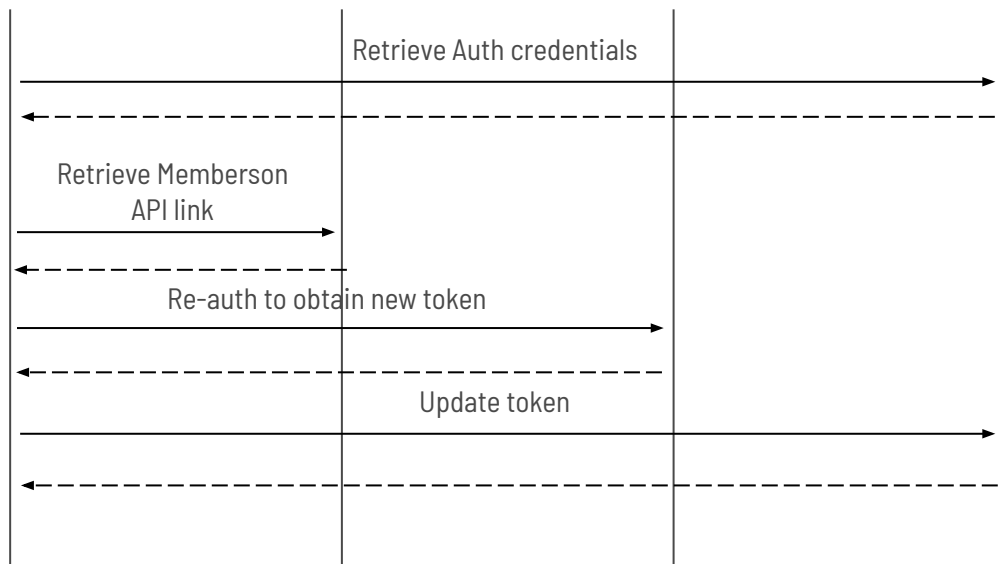 Retrieve Auth credentials
Retrieve Memberson
API link
Re-auth to obtain new token
Update token